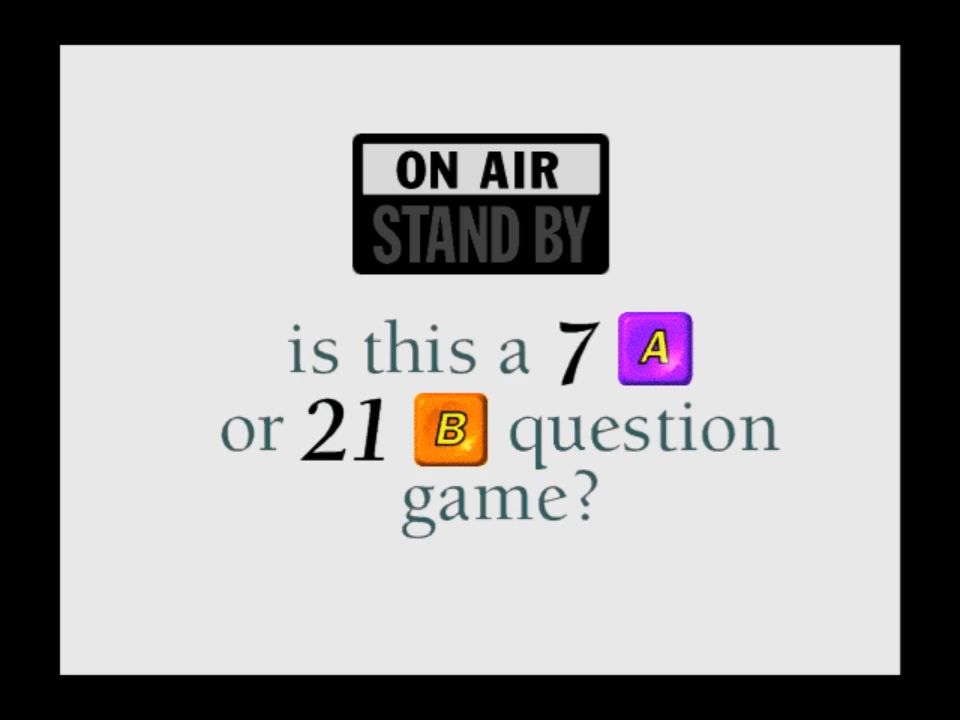 ON AIR
STAND BY
is this a 7 A
or 21 B question
game?